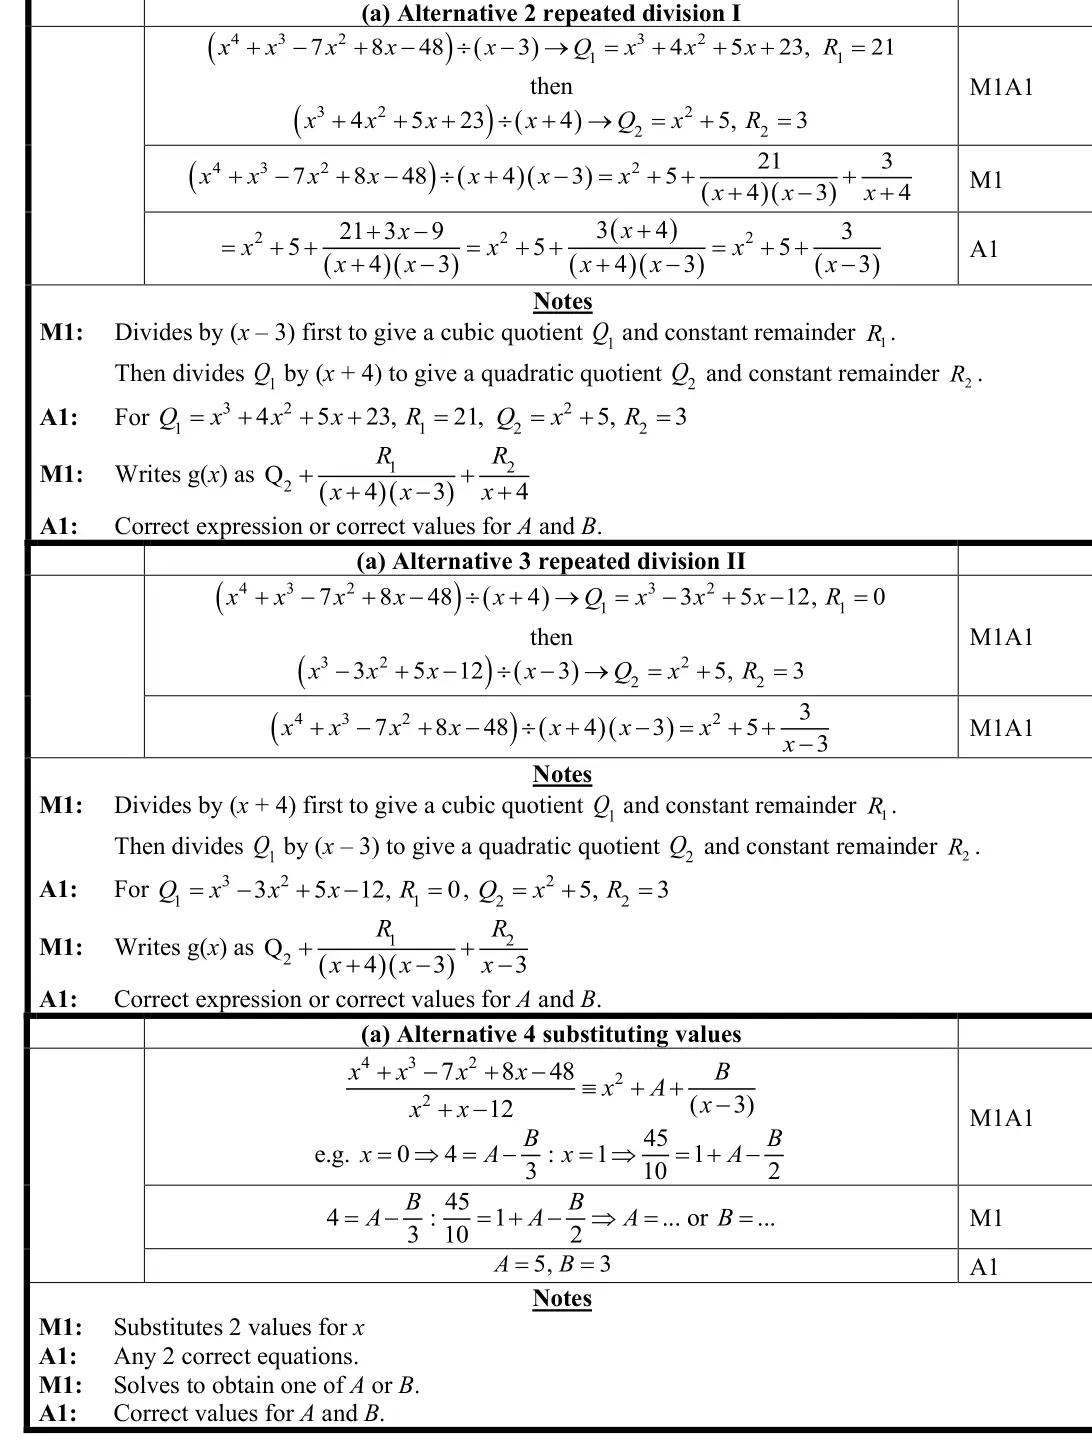 (a) Alternative 2 repeated division I
(x⁴ + x³ − 7x² + 8x − 48) ÷ (x − 3) → Q₁ = x³ + 4x² + 5x + 23, R₁ = 21
then
(x³ + 4x² + 5x + 23) ÷ (x + 4) → Q₂ = x² + 5, R₂ = 3
M1A1
(x⁴ + x³ − 7x² + 8x − 48) ÷ (x + 4)(x − 3) = x² + 5 + 21/((x + 4)(x − 3)) + 3/(x + 4) M1
= x² + 5 + (21 + 3x − 9)/((x + 4)(x − 3)) = x² + 5 + 3(x + 4)/((x + 4)(x − 3)) = x² + 5 + 3/(x − 3) A1
Notes
M1: Divides by (x – 3) first to give a cubic quotient Q₁ and constant remainder R₁.
Then divides Q₁ by (x + 4) to give a quadratic quotient Q₂ and constant remainder R₂.
A1: For Q₁ = x³ + 4x² + 5x + 23, R₁ = 21, Q₂ = x² + 5, R₂ = 3
M1: Writes g(x) as Q₂ + R₁/((x + 4)(x − 3)) + R₂/(x + 4)
A1: Correct expression or correct values for A and B.
(a) Alternative 3 repeated division II
(x⁴ + x³ − 7x² + 8x − 48) ÷ (x + 4) → Q₁ = x³ − 3x² + 5x − 12, R₁ = 0
then
(x³ − 3x² + 5x − 12) ÷ (x − 3) → Q₂ = x² + 5, R₂ = 3
M1A1
(x⁴ + x³ − 7x² + 8x − 48) ÷ (x + 4)(x − 3) = x² + 5 + 3/(x − 3) M1A1
Notes
M1: Divides by (x + 4) first to give a cubic quotient Q₁ and constant remainder R₁.
Then divides Q₁ by (x – 3) to give a quadratic quotient Q₂ and constant remainder R₂.
A1: For Q₁ = x³ − 3x² + 5x − 12, R₁ = 0, Q₂ = x² + 5, R₂ = 3
M1: Writes g(x) as Q₂ + R₁/((x + 4)(x − 3)) + R₂/(x − 3)
A1: Correct expression or correct values for A and B.
(a) Alternative 4 substituting values
(x⁴ + x³ − 7x² + 8x − 48)/(x² + x − 12) ≡ x² + A + B/(x − 3)
e.g. x = 0 ⇒ 4 = A − B/3 : x = 1 ⇒ 45/10 = 1 + A − B/2
M1A1
4 = A − B/3 : 45/10 = 1 + A − B/2 ⇒ A = ... or B = ... M1
A = 5, B = 3 A1
Notes
M1: Substitutes 2 values for x
A1: Any 2 correct equations.
M1: Solves to obtain one of A or B.
A1: Correct values for A and B.